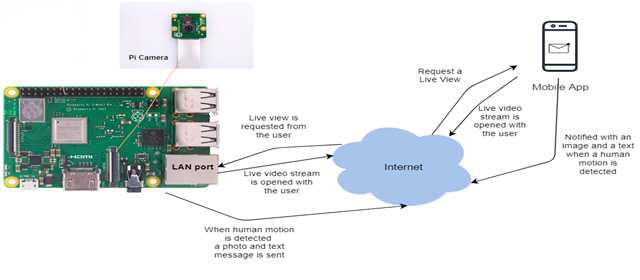 Pi Camera
Request a
Live View
Mobile App
Live view is
requested from
the user
Live video
stream is
opened with
the user
LAN port
Internet
Live video stream
is opened with
the user
Notified with an
image and a text
when a human
motion is
detected
When human motion
is detected
a photo and text
message is sent
HDMI